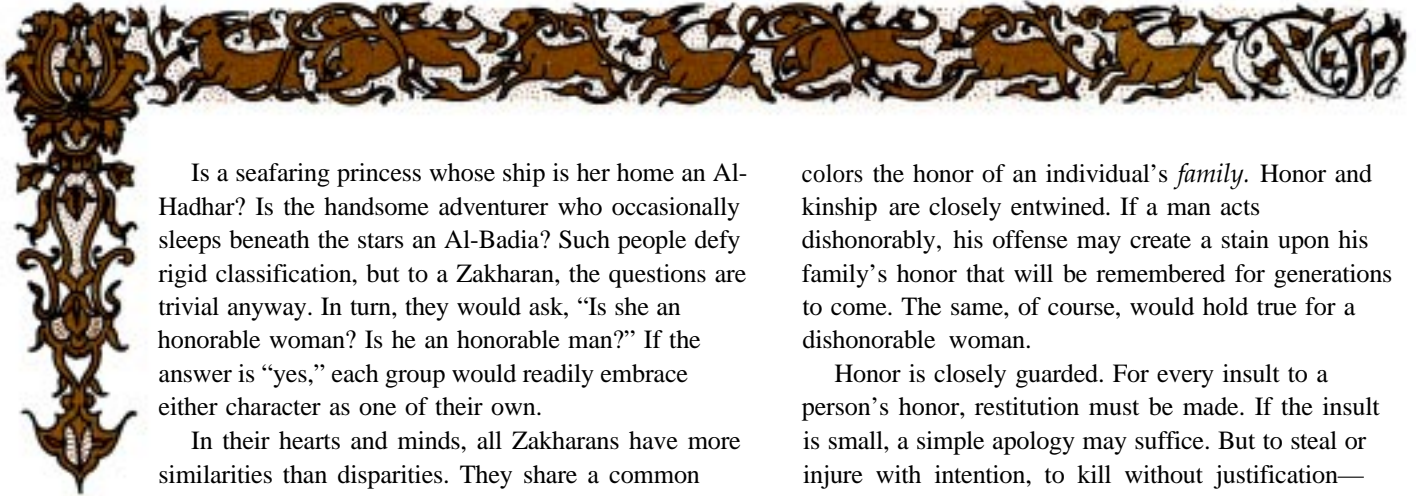 Is a seafaring princess whose ship is her home an Al-
Hadhar? Is the handsome adventurer who occasionally
sleeps beneath the stars an Al-Badia? Such people defy
rigid classification, but to a Zakharan, the questions are
trivial anyway. In turn, they would ask, “Is she an
honorable woman? Is he an honorable man?” If the
answer is “yes,” each group would readily embrace
either character as one of their own.
In their hearts and minds, all Zakharans have more
similarities than disparities. They share a common
colors the honor of an individual’s family. Honor and
kinship are closely entwined. If a man acts
dishonorably, his offense may create a stain upon his
family’s honor that will be remembered for generations
to come. The same, of course, would hold true for a
dishonorable woman.
Honor is closely guarded. For every insult to a
person’s honor, restitution must be made. If the insult
is small, a simple apology may suffice. But to steal or
injure with intention, to kill without justification—